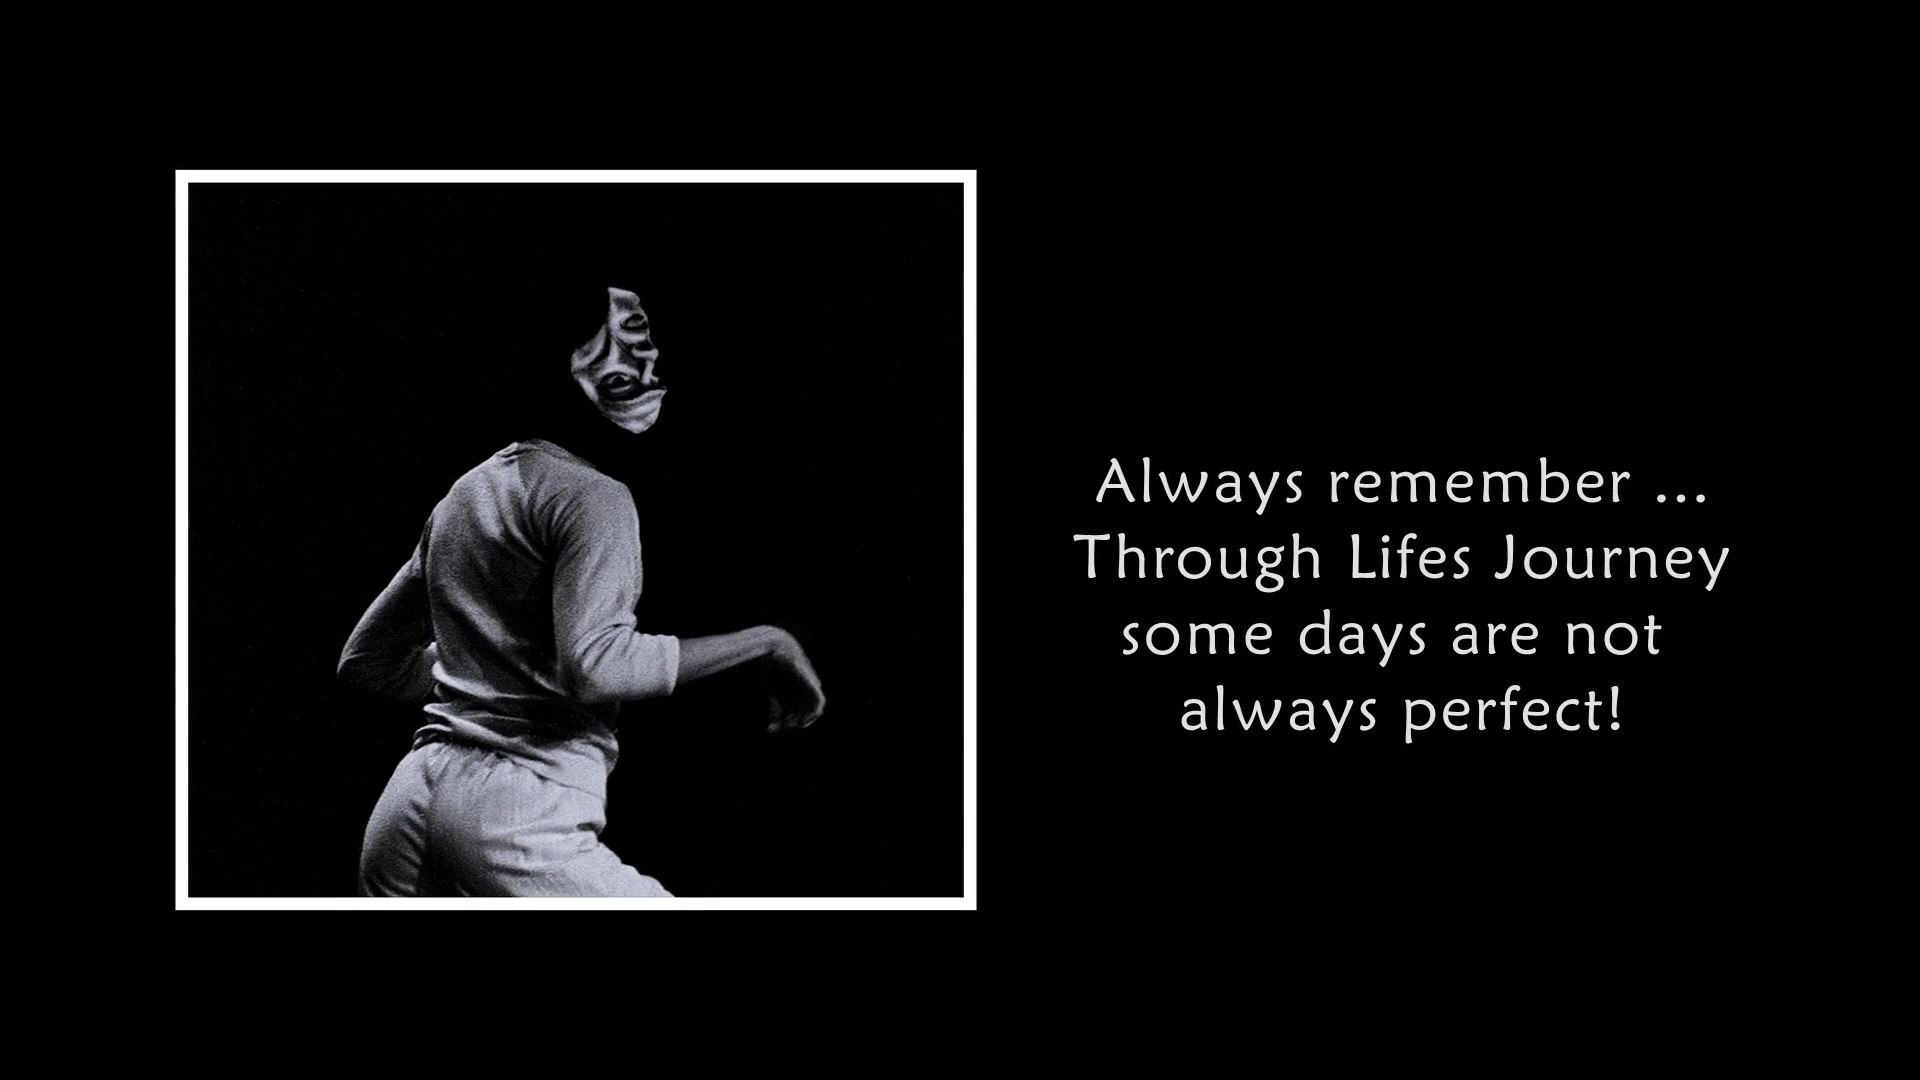 Always remember ...
Through Lifes Journey
some days are not
always perfect!